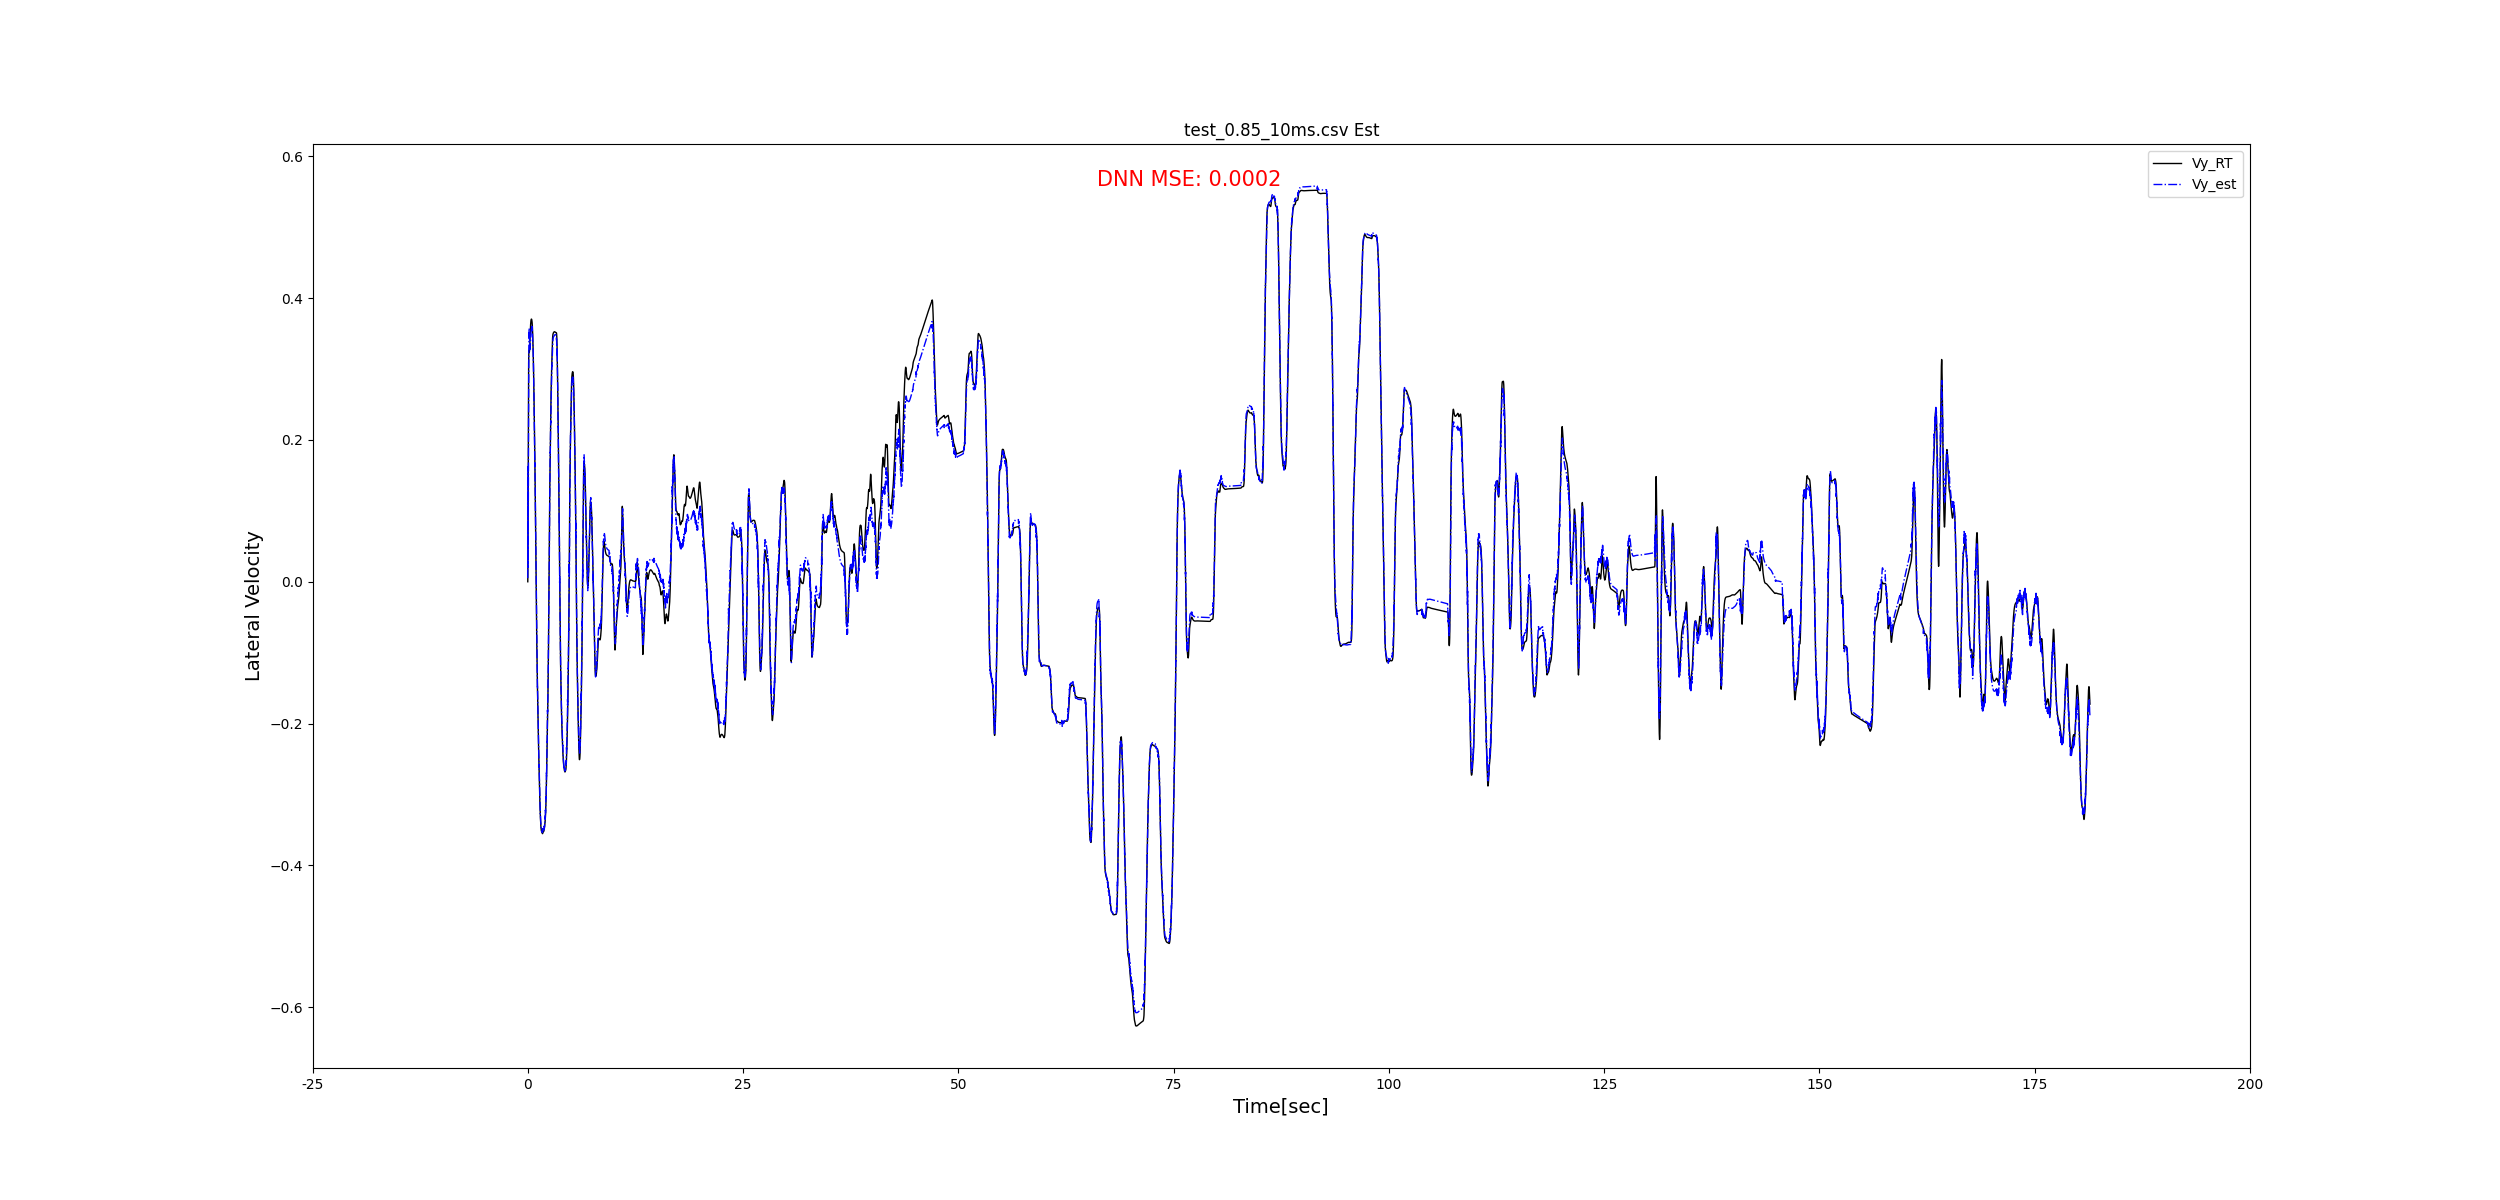 test_0.85_10ms.csv Est
DNN MSE: 0.0002
Vy_RT
Vy_est
Lateral Velocity
0.6
0.4
0.2
0.0
−0.2
−0.4
−0.6
-25
0
25
50
75
100
125
150
175
200
Time[sec]